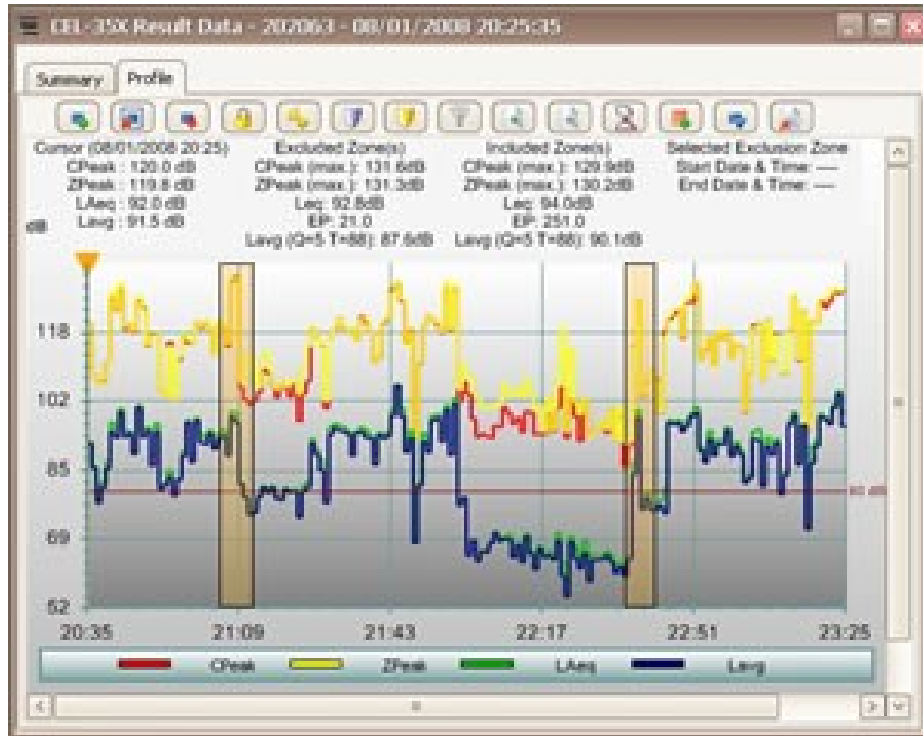 CEL-35X Result Data - 202063 - 08/01/2008 20:25:35
Summary Profile
Cursor (08/01/2008 20:25)
CPeak : 120.0 dB
ZPeak : 119.8 dB
LAeq : 92.0 dB
Lavg : 91.5 dB
Excluded Zone(s)
CPeak (max.): 131.6dB
ZPeak (max.): 131.3dB
Leq: 92.8dB
EP: 21.0
Lavg (Q=5 T=88): 87.6dB
Included Zone(s)
CPeak (max.): 129.9dB
ZPeak (max.): 130.2dB
Leq: 94.0dB
EP: 251.0
Lavg (Q=5 T=88): 90.1dB
Selected Exclusion Zone
Start Date & Time: ---
End Date & Time: ---
dB
118
102
85
80 dB
69
52
20:35 21:09 21:43 22:17 22:51 23:25
CPeak ZPeak LAeq Lavg